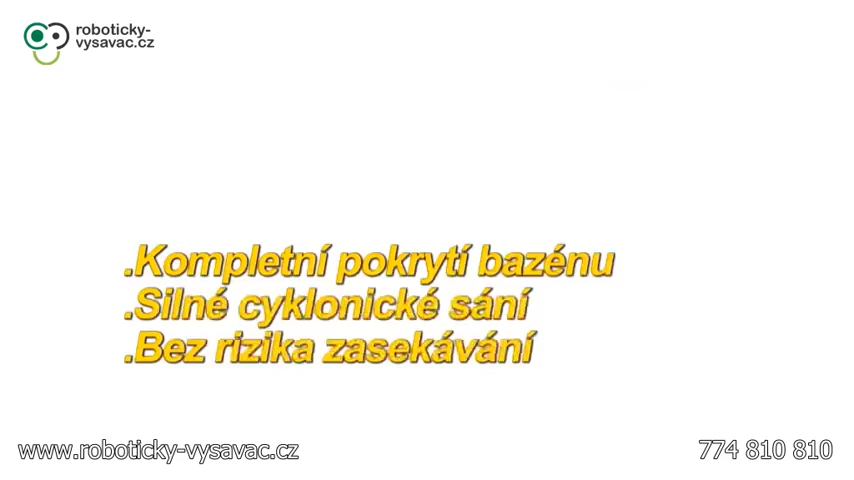 roboticky-
vysavac.cz
.Kompletní pokrytí bazénu
.Silné cyklonické sání
.Bez rizika zasekávání
www.roboticky-vysavac.cz
774 810 810